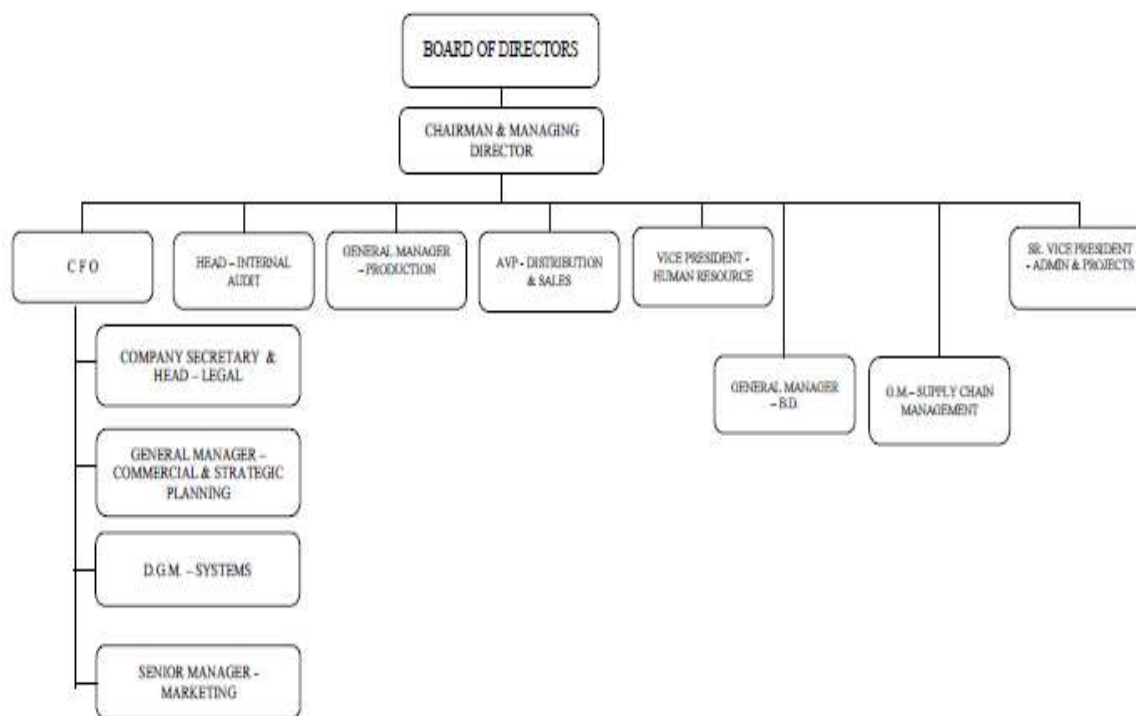 BOARD OF DIRECTORS
CHAIRMAN & MANAGING
DIRECTOR
C F O
HEAD – INTERNAL
AUDIT
GENERAL MANAGER
– PRODUCTION
AVP - DISTRIBUTION
& SALES
VICE PRESIDENT -
HUMAN RESOURCE
SR. VICE PRESIDENT
- ADMIN & PROJECTS
COMPANY SECRETARY &
HEAD – LEGAL
GENERAL MANAGER
– B.D.
G.M.– SUPPLY CHAIN
MANAGEMENT
GENERAL MANAGER –
COMMERCIAL & STRATEGIC
PLANNING
D.G.M. – SYSTEMS
SENIOR MANAGER –
MARKETING